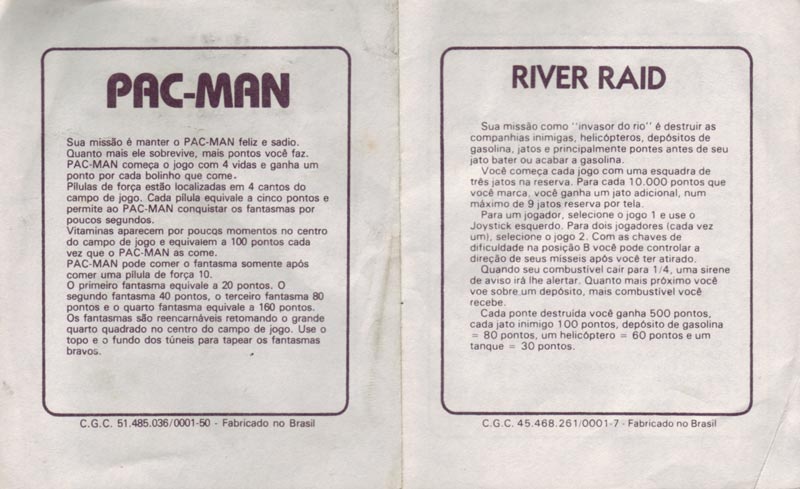 PAC-MAN
Sua missão é manter o PAC-MAN feliz e sadio.
Quanto mais ele sobrevive, mais pontos você faz.
PAC-MAN começa o jogo com 4 vidas e ganha um
ponto por cada bolinho que come.
Pílulas de força estão localizadas em 4 cantos do
campo de jogo. Cada pílula equivale a cinco pontos e
permite ao PAC-MAN conquistar os fantasmas por
poucos segundos.
Vitaminas aparecem por poucos momentos no centro
do campo de jogo e equivalem a 100 pontos cada
vez que o PAC-MAN as come.
PAC-MAN pode comer o fantasma somente após
comer uma pílula de força 10.
O primeiro fantasma equivale a 20 pontos. O
segundo fantasma 40 pontos, o terceiro fantasma 80
pontos e o quarto fantasma equivale a 160 pontos.
Os fantasmas são reencarnáveis retomando o grande
quarto quadrado no centro do campo de jogo. Use o
topo e o fundo dos túneis para tapear os fantasmas
bravos.
C.G.C. 51.485.036/0001-50 - Fabricado no Brasil
RIVER RAID
Sua missão como "invasor do rio" é destruir as
companhias inimigas, helicópteros, depósitos de
gasolina, jatos e principalmente pontes antes de seu
jato bater ou acabar a gasolina.
Você começa cada jogo com uma esquadra de
três jatos na reserva. Para cada 10.000 pontos que
você marca, você ganha um jato adicional, num
máximo de 9 jatos reserva por tela.
Para um jogador, selecione o jogo 1 e use o
Joystick esquerdo. Para dois jogadores (cada vez
um), selecione o jogo 2. Com as chaves de
dificuldade na posição B você pode controlar a
direção de seus mísseis após você ter atirado.
Quando seu combustível cair para 1/4, uma sirene
de aviso irá lhe alertar. Quanto mais próximo você
voe sobre um depósito, mais combustível você
recebe.
Cada ponte destruída você ganha 500 pontos,
cada jato inimigo 100 pontos, depósito de gasolina
= 80 pontos, um helicóptero = 60 pontos e um
tanque = 30 pontos.
C.G.C. 45.468.261/0001-7 - Fabricado no Brasil